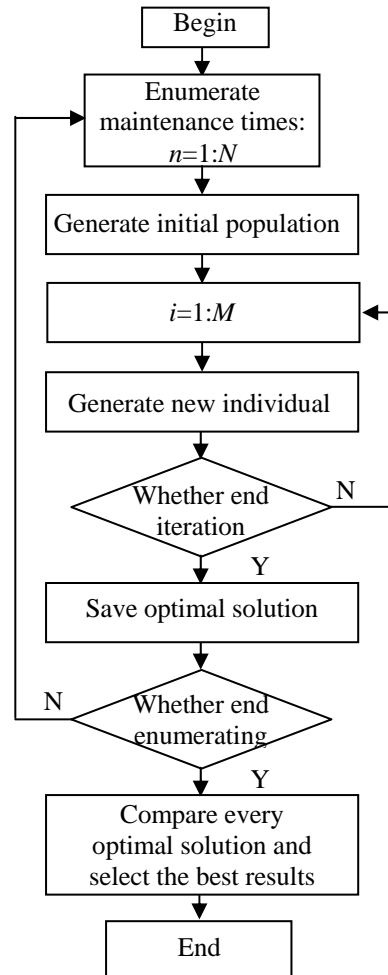 Begin
Enumerate
maintenance times:
n=1:N
Generate initial population
i=1:M
Generate new individual
Whether end
iteration
N
Y
Save optimal solution
Whether end
enumerating
N
Y
Compare every
optimal solution and
select the best results
End